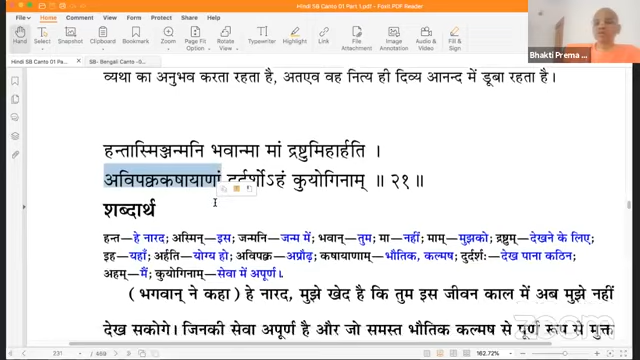 Hindi SB Canto 01 Part 1.pdf - Foxit PDF Reader
File Home Comment View Form Protect Share Help
Hand Select Snapshot Clipboard Bookmark Zoom Rotate View Typewriter Highlight Link File Attachment Image Annotation Audio & Video Fill & Sign
Bhakti Prema
Hindi SB Canto 01 Pa... SB- Bengali Canto -0...
व्यथा का अनुभव करता रहता है, अतएव वह नित्य ही दिव्य आनन्द में डूबा रहता है।
हन्तास्मिञ्जन्मनि भवान्मा मां द्रष्टुमिहार्हति ।
अविपक्वकषायाणां दुर्दर्शोऽहं कुयोगिनाम् ॥ २१॥
शब्दार्थ
हन्त—हे नारद; अस्मिन्—इस; जन्मनि—जन्म में; भवान्—तुम; मा—नहीं; माम्—मुझको; द्रष्टुम्—देखने के लिए;
इह—यहाँ; अर्हति—योग्य हो; अविपक्व—अप्रौढ़; कषायाणाम्—भौतिक, कल्मष; दुर्दर्शः—देख पाना कठिन;
अहम्—मैं; कुयोगिनाम्—सेवा में अपूर्ण।
(भगवान् ने कहा) हे नारद, मुझे खेद है कि तुम इस जीवन काल में अब मुझे नहीं
देख सकोगे। जिनकी सेवा अपूर्ण है और जो समस्त भौतिक कल्मष से पूर्ण रूप से मुक्त
zoom
231 / 489 162.72%